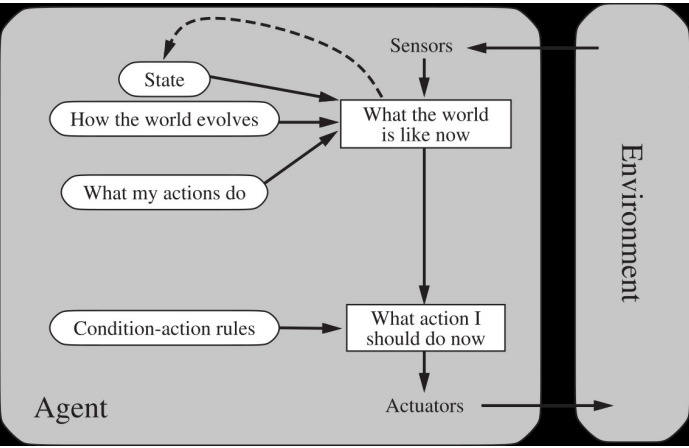 Sensors
State
How the world evolves
What the world
is like now
What my actions do
Environment
Condition-action rules
What action I
should do now
Agent
Actuators